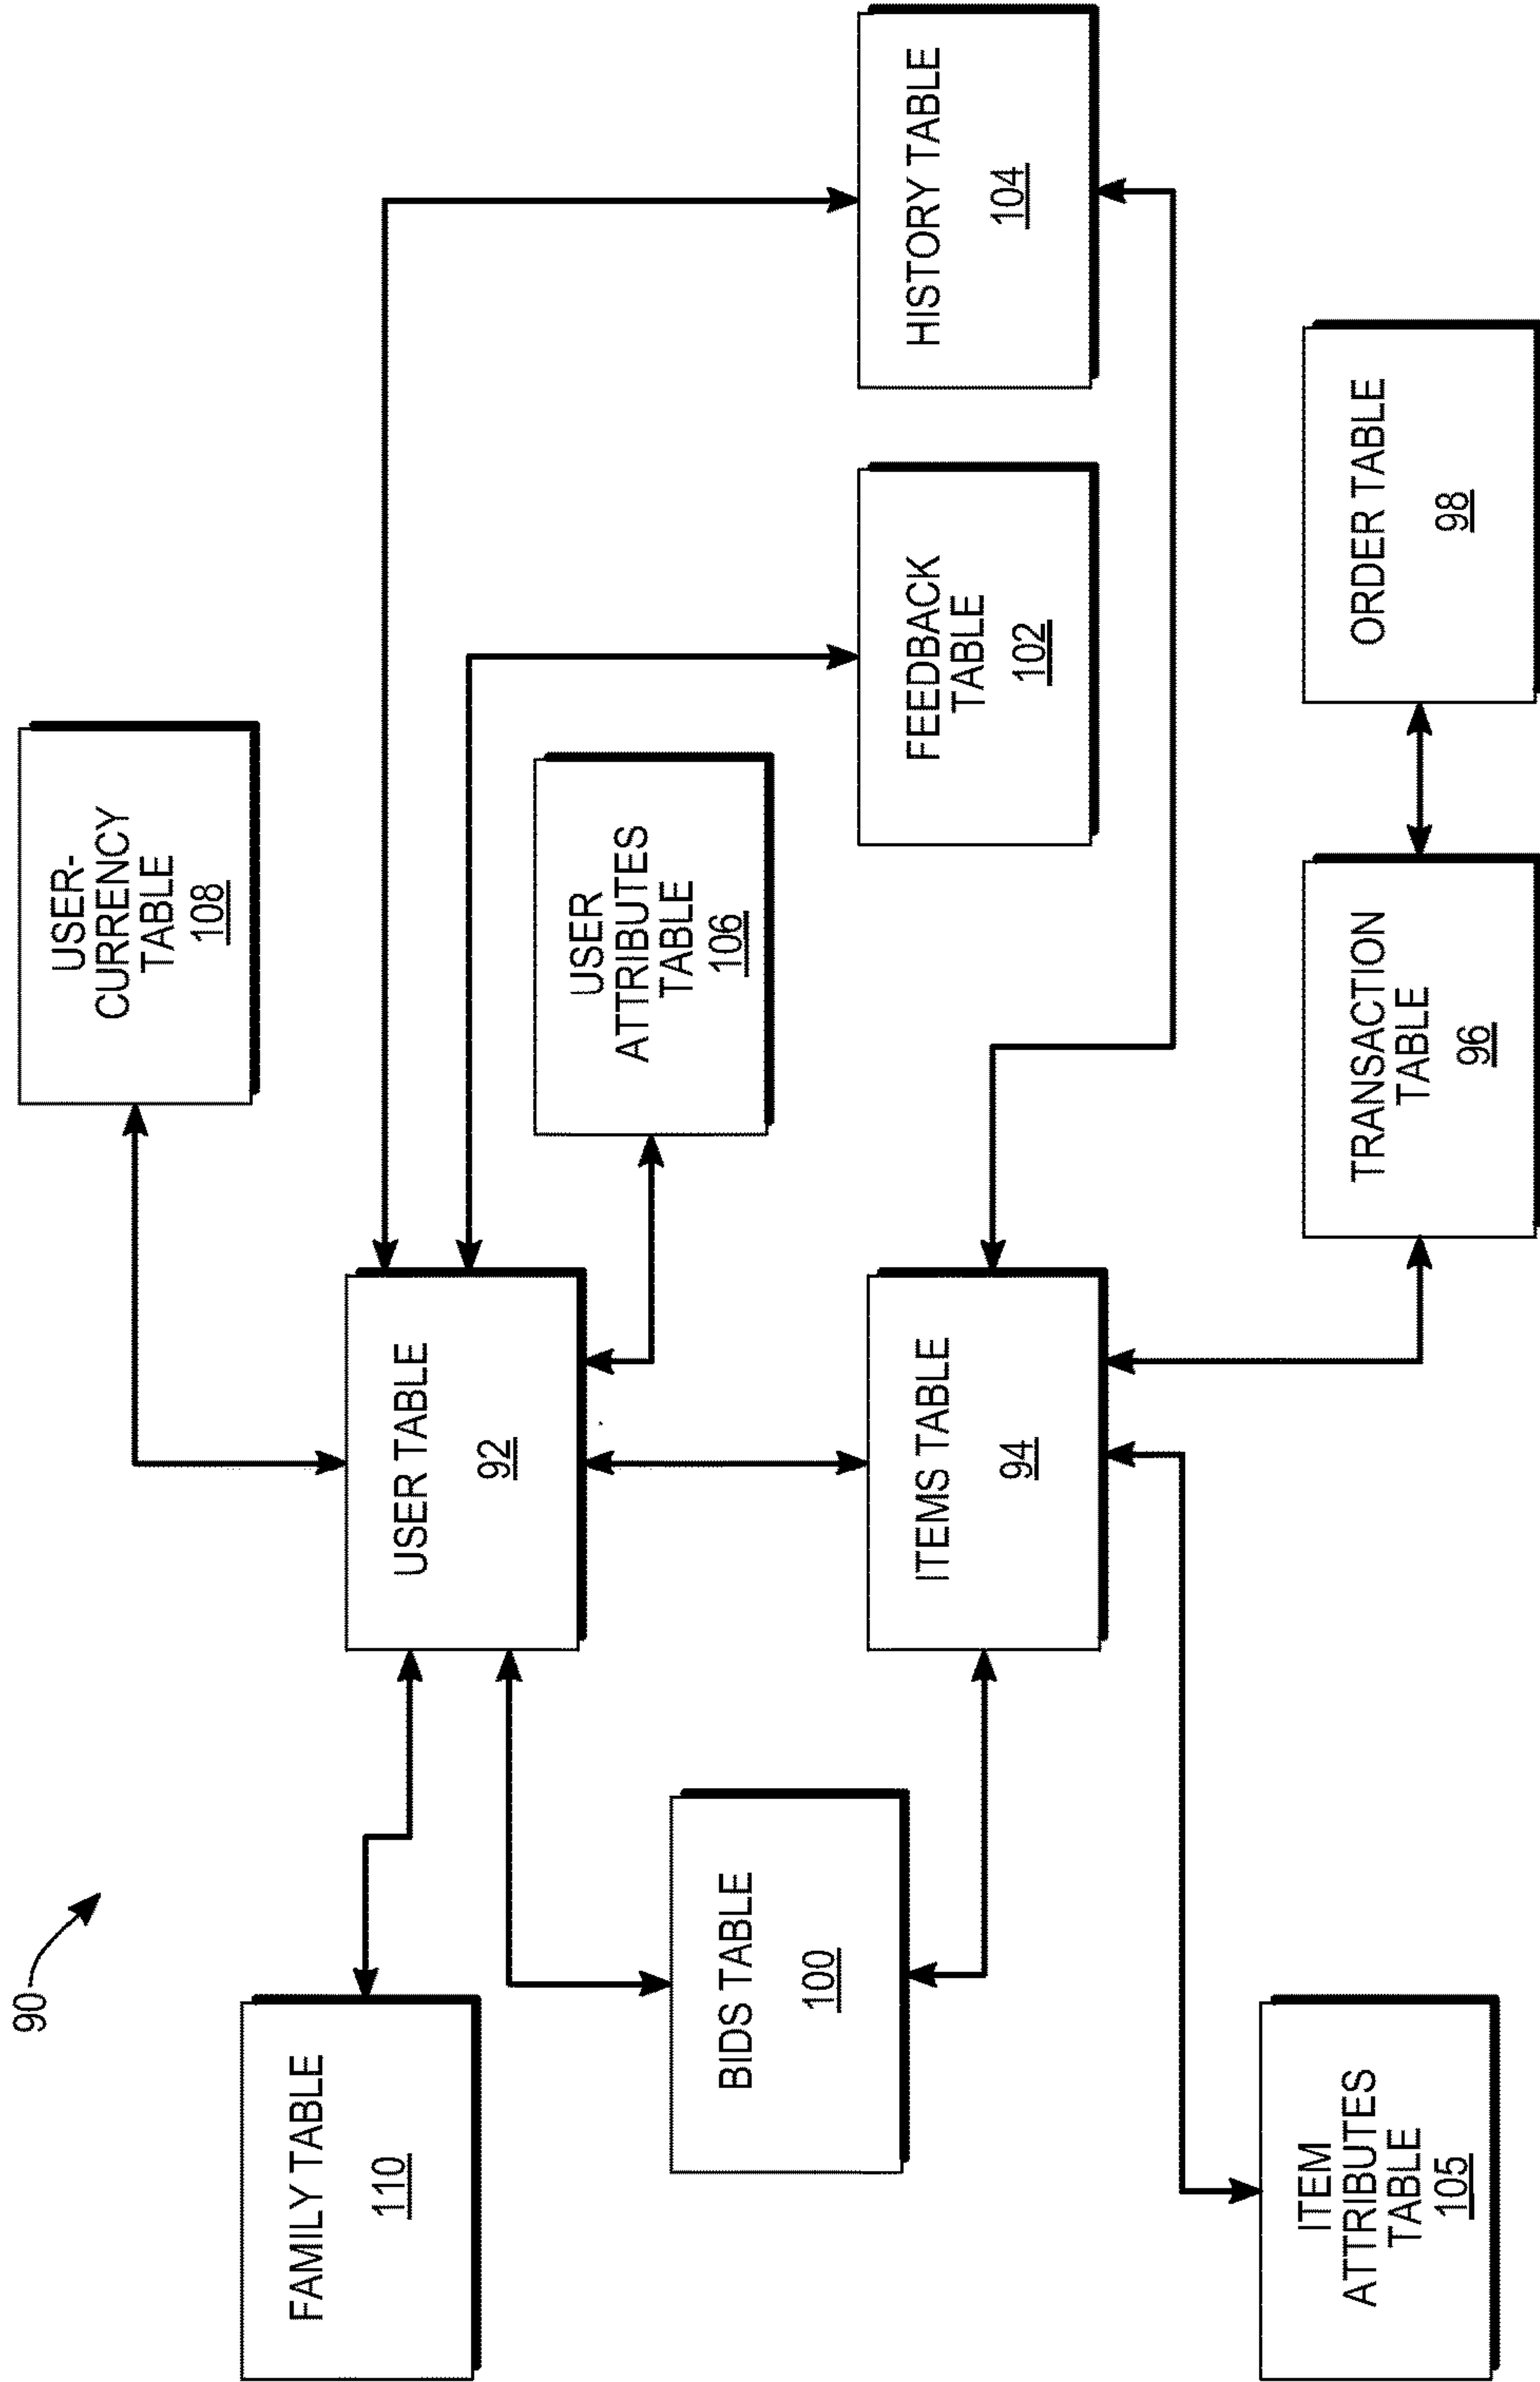 90
USER-
CURRENCY
TABLE
108
FAMILY TABLE
110
USER TABLE
92
USER
ATTRIBUTES
TABLE
106
BIDS TABLE
100
ITEMS TABLE
94
FEEDBACK
TABLE
102
HISTORY TABLE
104
ITEM
ATTRIBUTES
TABLE
105
TRANSACTION
TABLE
96
ORDER TABLE
98